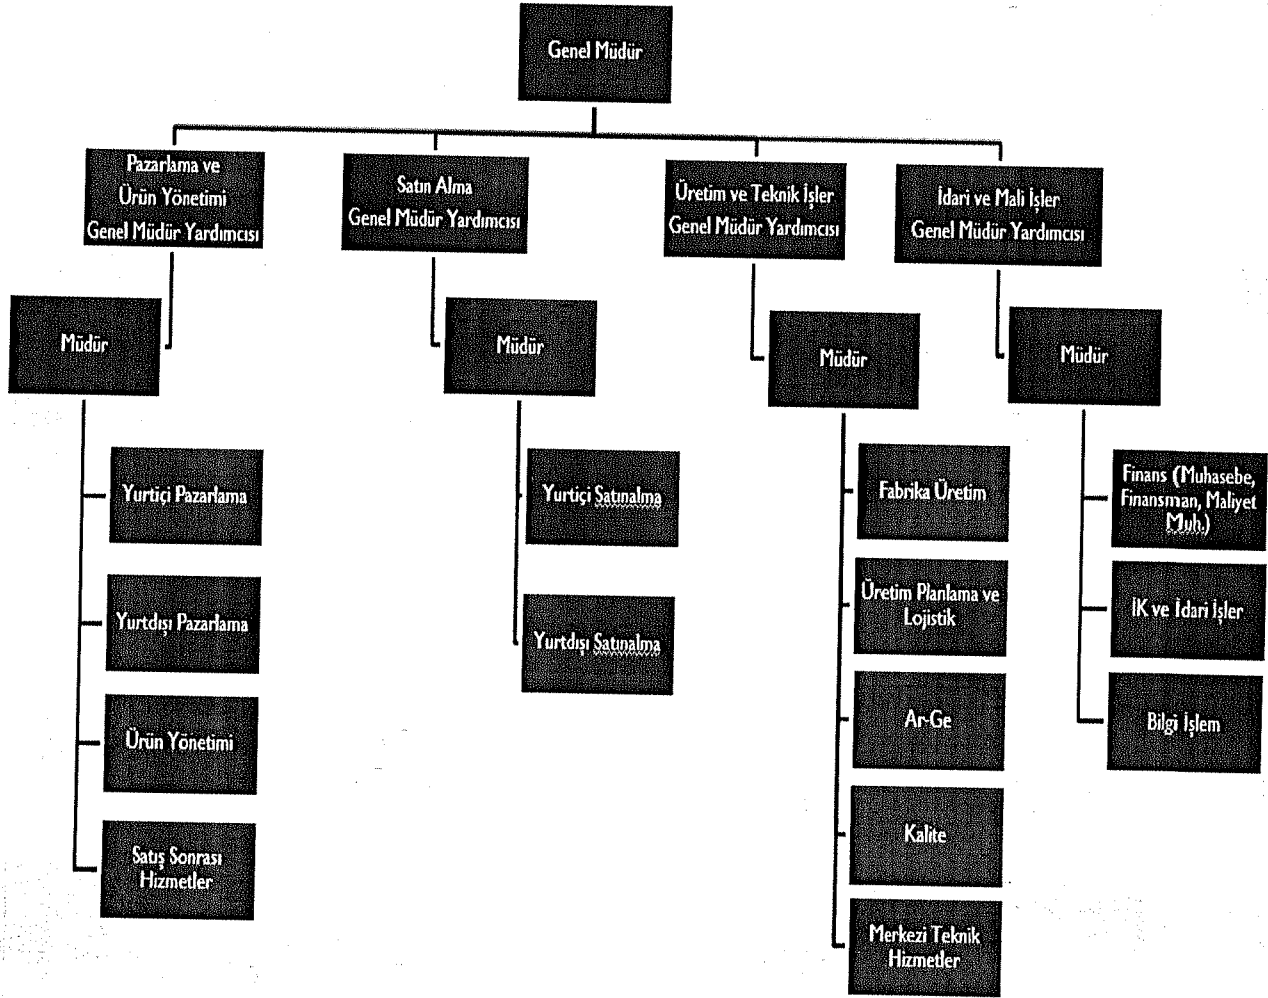 Genel Müdür
Pazarlama ve
Ürün Yönetimi
Genel Müdür Yardımcısı
Satın Alma
Genel Müdür Yardımcısı
Üretim ve Teknik İşler
Genel Müdür Yardımcısı
İdari ve Mali İşler
Genel Müdür Yardımcısı
Müdür
Müdür
Müdür
Müdür
Yurtiçi Pazarlama
Yurtdışı Pazarlama
Ürün Yönetimi
Satış Sonrası
Hizmetler
Yurtiçi Satınalma
Yurtdışı Satınalma
Fabrika Üretim
Üretim Planlama ve
Lojistik
Ar-Ge
Kalite
Merkezi Teknik
Hizmetler
Finans (Muhasebe,
Finansman, Maliyet
Muh.)
İK ve İdari İşler
Bilgi İşlem